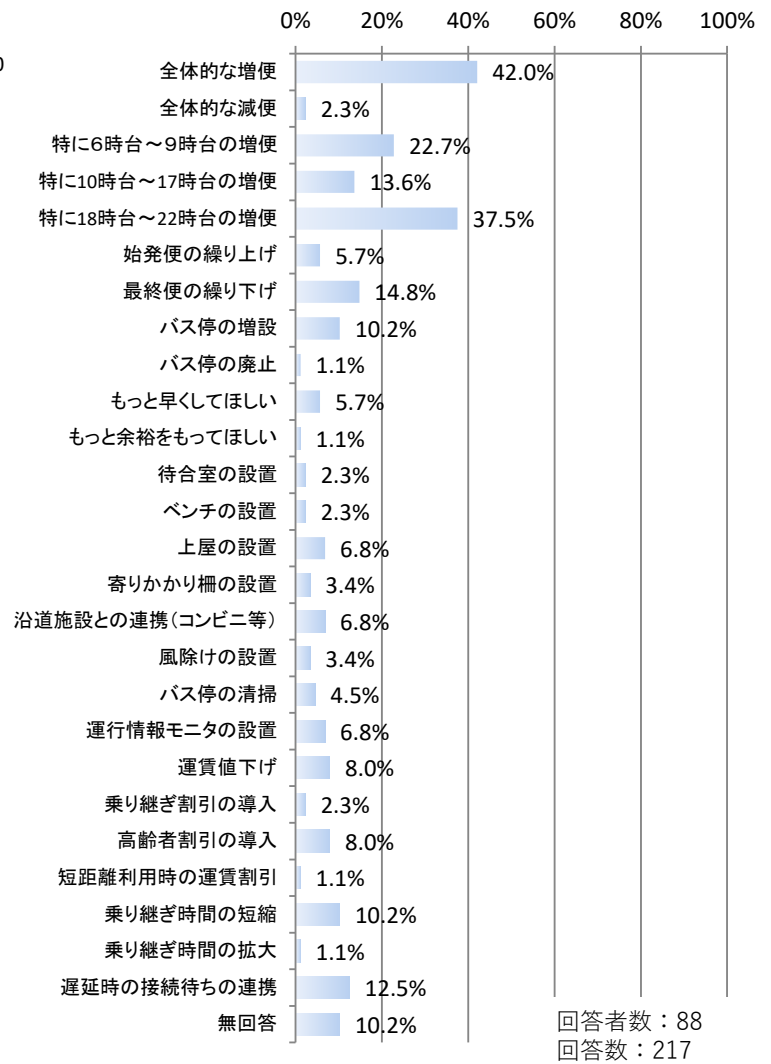 0% 20% 40% 60% 80% 100%
0
全体的な増便 42.0%
全体的な減便 2.3%
特に6時台～9時台の増便 22.7%
特に10時台～17時台の増便 13.6%
特に18時台～22時台の増便 37.5%
始発便の繰り上げ 5.7%
最終便の繰り下げ 14.8%
バス停の増設 10.2%
バス停の廃止 1.1%
もっと早くしてほしい 5.7%
もっと余裕をもってほしい 1.1%
待合室の設置 2.3%
ベンチの設置 2.3%
上屋の設置 6.8%
寄りかかり柵の設置 3.4%
沿道施設との連携(コンビニ等) 6.8%
風除けの設置 3.4%
バス停の清掃 4.5%
運行情報モニタの設置 6.8%
運賃値下げ 8.0%
乗り継ぎ割引の導入 2.3%
高齢者割引の導入 8.0%
短距離利用時の運賃割引 1.1%
乗り継ぎ時間の短縮 10.2%
乗り継ぎ時間の拡大 1.1%
遅延時の接続待ちの連携 12.5%
無回答 10.2%
回答者数：88
回答数：217